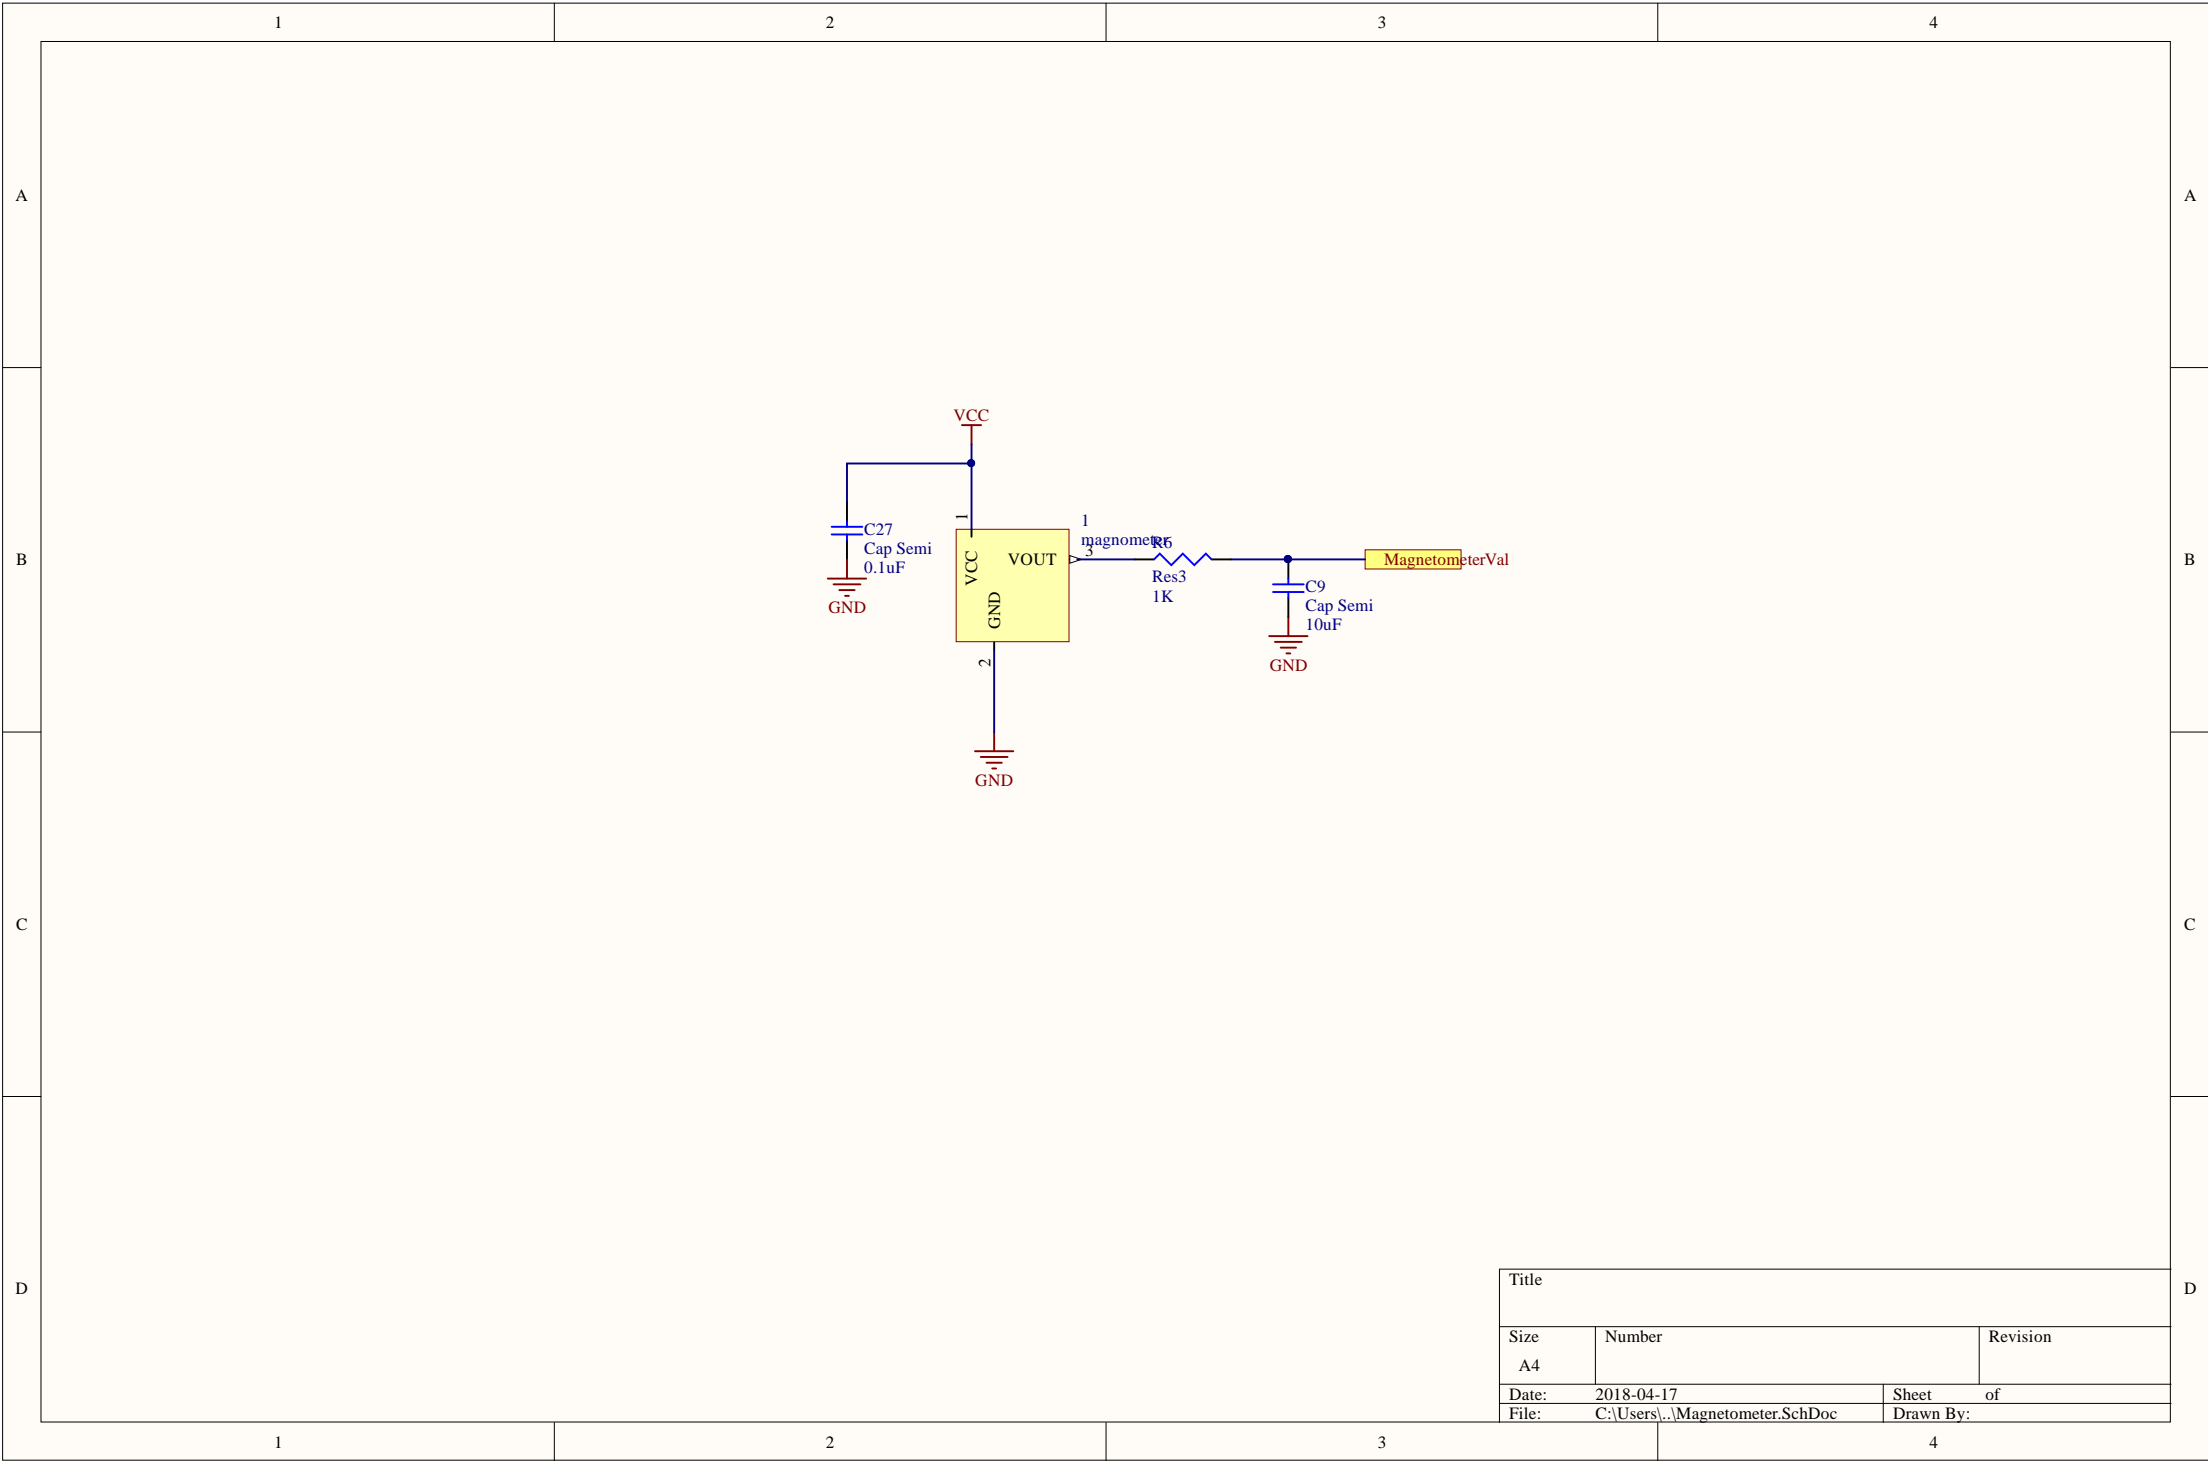 1 2 3 4
A A
VCC
1
C27
Cap Semi
0.1uF
GND
VCC
GND
VOUT
2
GND
1
magnometer
3
R6
Res3
1K
C9
Cap Semi
10uF
GND
MagnetometerVal
B B
C C
D D
Title
Size Number Revision
A4
Date: 2018-04-17 Sheet of
File: C:\Users\..\Magnetometer.SchDoc Drawn By:
1 2 3 4